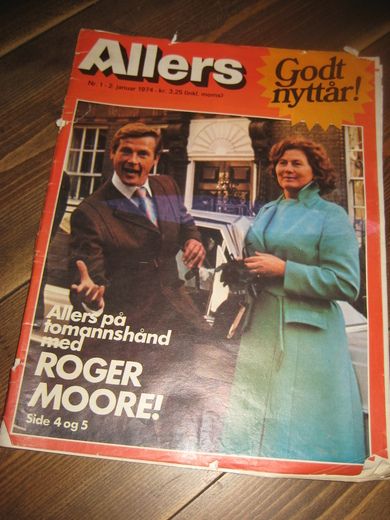 Allers
Nr. 1 - 2. januar 1974 - kr. 3,25 (inkl. moms)
Godt
nyttår!
Allers på
tomannshånd
med
ROGER
MOORE!
Side 4 og 5